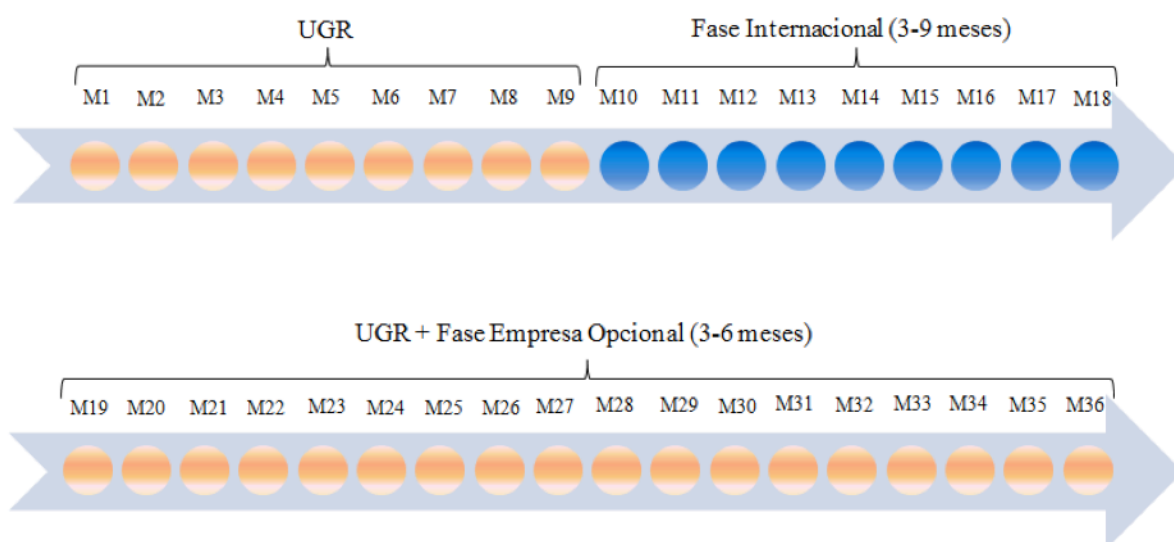 UGR Fase Internacional (3-9 meses)
M1 M2 M3 M4 M5 M6 M7 M8 M9 M10 M11 M12 M13 M14 M15 M16 M17 M18
UGR + Fase Empresa Opcional (3-6 meses)
M19 M20 M21 M22 M23 M24 M25 M26 M27 M28 M29 M30 M31 M32 M33 M34 M35 M36